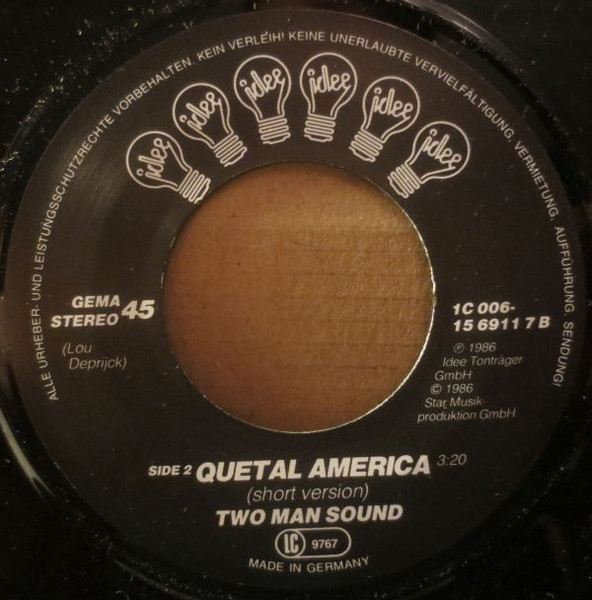 ALLE URHEBER- UND LEISTUNGSSCHUTZRECHTE VORBEHALTEN. KEIN VERLEIH! KEINE UNERLAUBTE VERVIELFÄLTIGUNG, VERMIETUNG, AUFFÜHRUNG, SENDUNG!
idee idee idee idee idee idee
GEMA
STEREO 45
(Lou
Deprijck)
1C 006-
15 6911 7 B
℗ 1986
Idee Tonträger
GmbH
© 1986
Star Musik-
produktion GmbH
SIDE 2 QUETAL AMERICA 3:20
(short version)
TWO MAN SOUND
LC 9767
MADE IN GERMANY